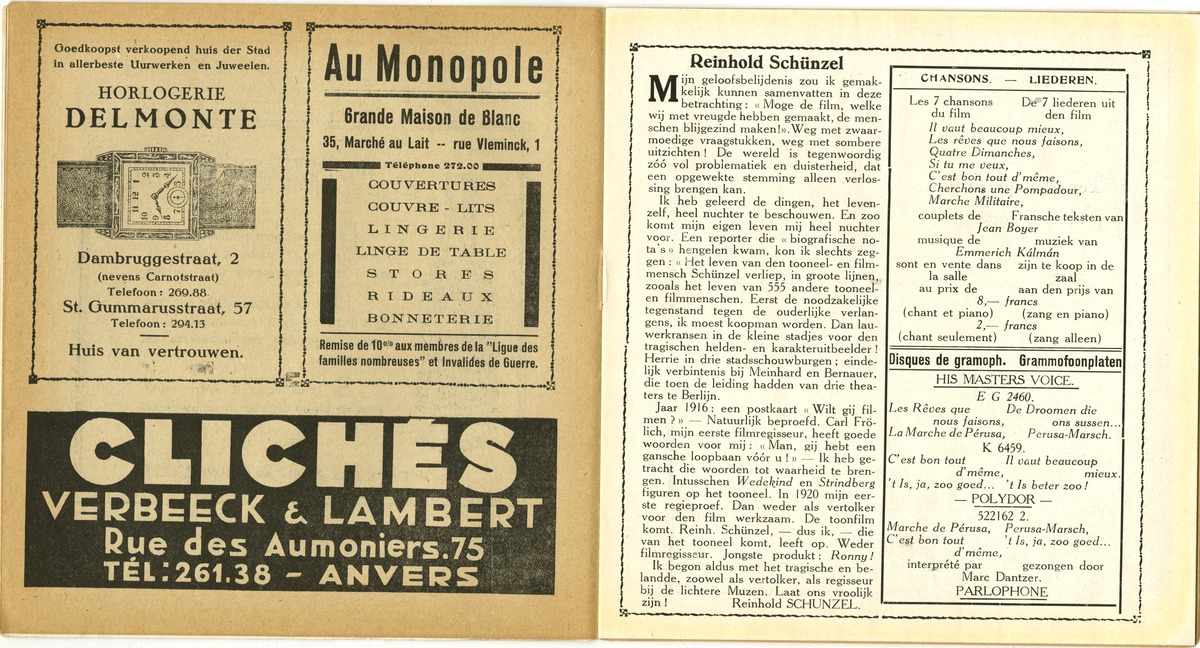 Goedkoopst verkoopend huis der Stad
in allerbeste Uurwerken en Juweelen.
HORLOGERIE
DELMONTE
Dambruggestraat, 2
(nevens Carnotstraat)
Telefoon: 269.88
St. Gummarusstraat, 57
Telefoon: 294.13
Huis van vertrouwen.
Au Monopole
Grande Maison de Blanc
35, Marché au Lait -- rue Vleminck, 1
Téléphone 272.00
COUVERTURES
COUVRE - LITS
LINGERIE
LINGE DE TABLE
STORES
RIDEAUX
BONNETERIE
Remise de 10 % aux membres de la "Ligue des
familles nombreuses" et Invalides de Guerre.
CLICHÉS
VERBEECK & LAMBERT
Rue des Aumoniers.75
TÉL:261.38 - ANVERS
Reinhold Schünzel
Mijn geloofsbelijdenis zou ik gemak-
kelijk kunnen samenvatten in deze
betrachting: « Moge de film, welke
wij met vreugde hebben gemaakt, de men-
schen blijgezind maken!». Weg met zwaar-
moedige vraagstukken, weg met sombere
uitzichten! De wereld is tegenwoordig
zóó vol problematiek en duisterheid, dat
een opgewekte stemming alleen verlos-
sing brengen kan.
Ik heb geleerd de dingen, het leven-
zelf, heel nuchter te beschouwen. En zoo
komt mijn eigen leven mij heel nuchter
voor. Een reporter die « biografische no-
ta's » hengelen kwam, kon ik slechts zeg-
gen: « Het leven van den tooneel- en film-
mensch Schünzel verliep, in groote lijnen,
zooals het leven van 555 andere tooneel-
en filmmenschen. Eerst de noodzakelijke
tegenstand tegen de ouderlijke verlan-
gens, ik moest koopman worden. Dan lau-
werkransen in de kleine stadjes voor den
tragischen helden- en karakteruitbeelder!
Herrie in drie stadsschouwburgen; einde-
lijk verbintenis bij Meinhard en Bernauer,
die toen de leiding hadden van drie thea-
ters te Berlijn.
Jaar 1916: een postkaart « Wilt gij fil-
men? » — Natuurlijk beproefd. Carl Frö-
lich, mijn eerste filmregisseur, heeft goede
woorden voor mij: « Man, gij hebt een
gansche loopbaan vóór u! » — Ik heb ge-
tracht die woorden tot waarheid te bren-
gen. Intusschen Wedekind en Strindberg
figuren op het tooneel. In 1920 mijn eer-
ste regieproef. Dan weder als vertolker
voor den film werkzaam. De toonfilm
komt. Reinh. Schünzel, — dus ik, — die
van het tooneel komt, leeft op. Weder
filmregisseur. Jongste produkt: Ronny!
Ik begon aldus met het tragische en be-
landde, zoowel als vertolker, als regisseur
bij de lichtere Muzen. Laat ons vroolijk
zijn! Reinhold SCHUNZEL.
CHANSONS. — LIEDEREN.
Les 7 chansons De 7 liederen uit
du film den film
Il vaut beaucoup mieux,
Les rêves que nous faisons,
Quatre Dimanches,
Si tu me veux,
C'est bon tout d'même,
Cherchons une Pompadour,
Marche Militaire,
couplets de Fransche teksten van
Jean Boyer
musique de muziek van
Emmerich Kálmán
sont en vente dans zijn te koop in de
la salle zaal
au prix de aan den prijs van
8,— francs
(chant et piano) (zang en piano)
2,— francs
(chant seulement) (zang alleen)
Disques de gramoph. Grammofoonplaten
HIS MASTERS VOICE.
E G 2460.
Les Rêves que De Droomen die
nous faisons, ons sussen...
La Marche de Pérusa, Perusa-Marsch.
K 6459.
C'est bon tout Il vaut beaucoup
d'même, mieux.
't Is, ja, zoo goed... 't Is beter zoo!
— POLYDOR —
522162 2.
Marche de Pérusa, Perusa-Marsch,
C'est bon tout 't Is, ja, zoo goed...
d'même,
interprété par gezongen door
Marc Dantzer.
PARLOPHONE